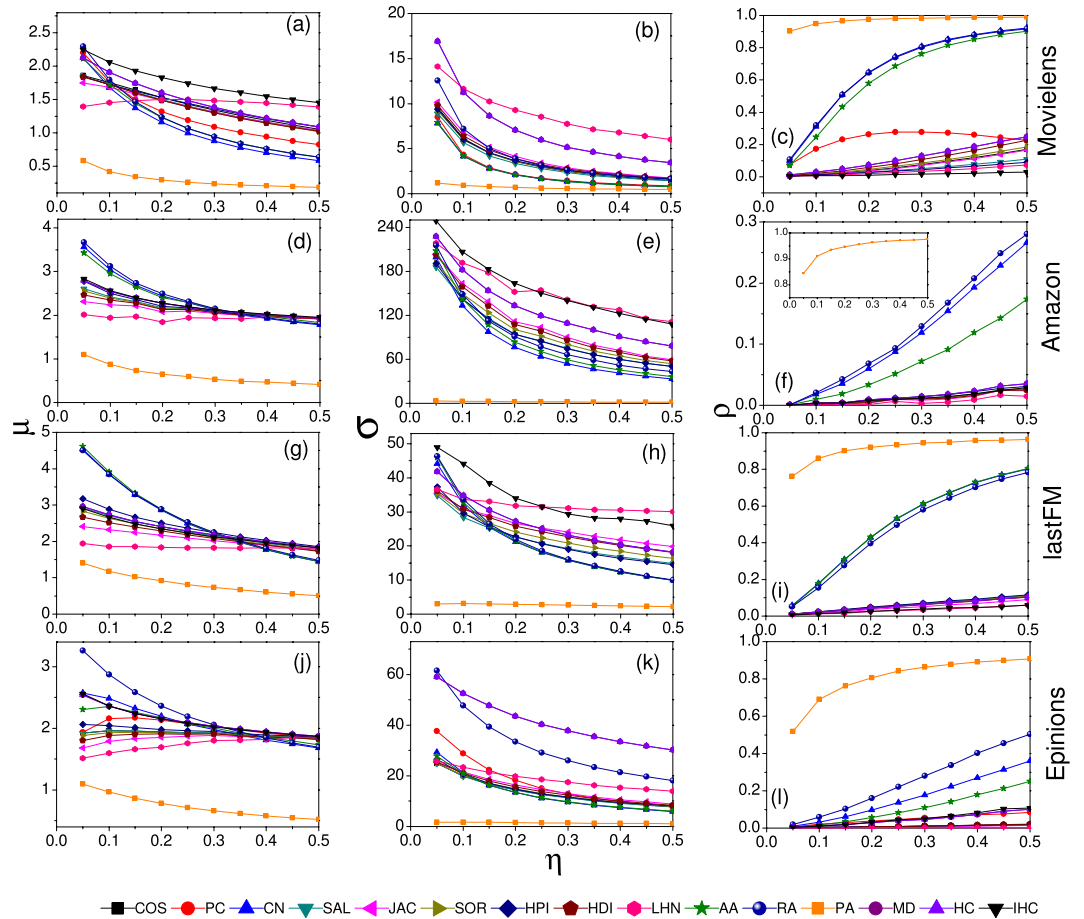 (a) (b) (c) Movielens
2.5 2.0 1.5 1.0 0.5
20 15 10 5 0
1.0 0.8 0.6 0.4 0.2 0.0
0.0 0.1 0.2 0.3 0.4 0.5
0.0 0.1 0.2 0.3 0.4 0.5
0.0 0.1 0.2 0.3 0.4 0.5
(d) (e) (f) Amazon
4 3 2 1 0
240 180 120 60 0
0.3 0.2 0.1 0.0
1.0 0.9 0.8 0.7
0.0 0.1 0.2 0.3 0.4 0.5
0.0 0.1 0.2 0.3 0.4 0.5
0.0 0.1 0.2 0.3 0.4 0.5
0.0 0.1 0.2 0.3 0.4 0.5
μ σ ρ
(g) (h) (i) lastFM
5 4 3 2 1 0
50 40 30 20 10 0
1.0 0.8 0.6 0.4 0.2 0.0
0.0 0.1 0.2 0.3 0.4 0.5
0.0 0.1 0.2 0.3 0.4 0.5
0.0 0.1 0.2 0.3 0.4 0.5
(j) (k) (l) Epinions
3 2 1
60 40 20 0
1.0 0.8 0.6 0.4 0.2 0.0
0.0 0.1 0.2 0.3 0.4 0.5
0.0 0.1 0.2 0.3 0.4 0.5
0.0 0.1 0.2 0.3 0.4 0.5
η
COS PC CN SAL JAC SOR HPI HDI LHN AA RA PA MD HC IHC